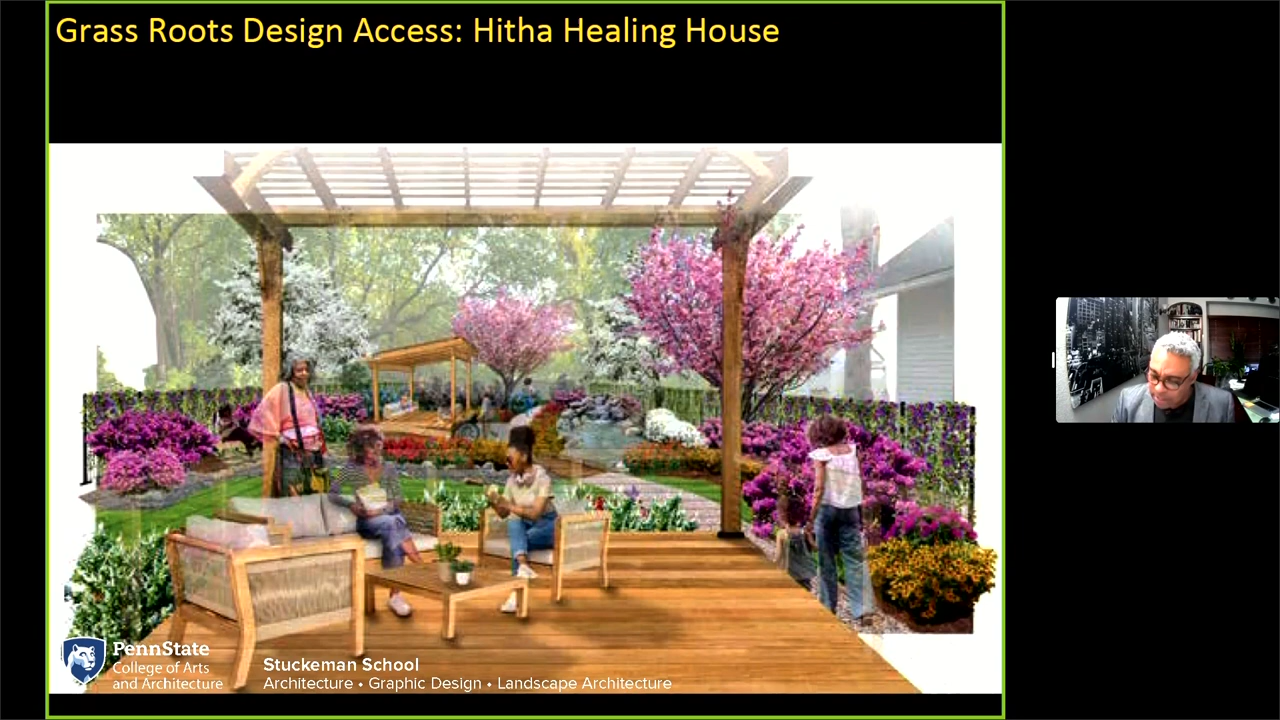 Grass Roots Design Access: Hitha Healing House
PennState
College of Arts
and Architecture
Stuckeman School
Architecture • Graphic Design • Landscape Architecture